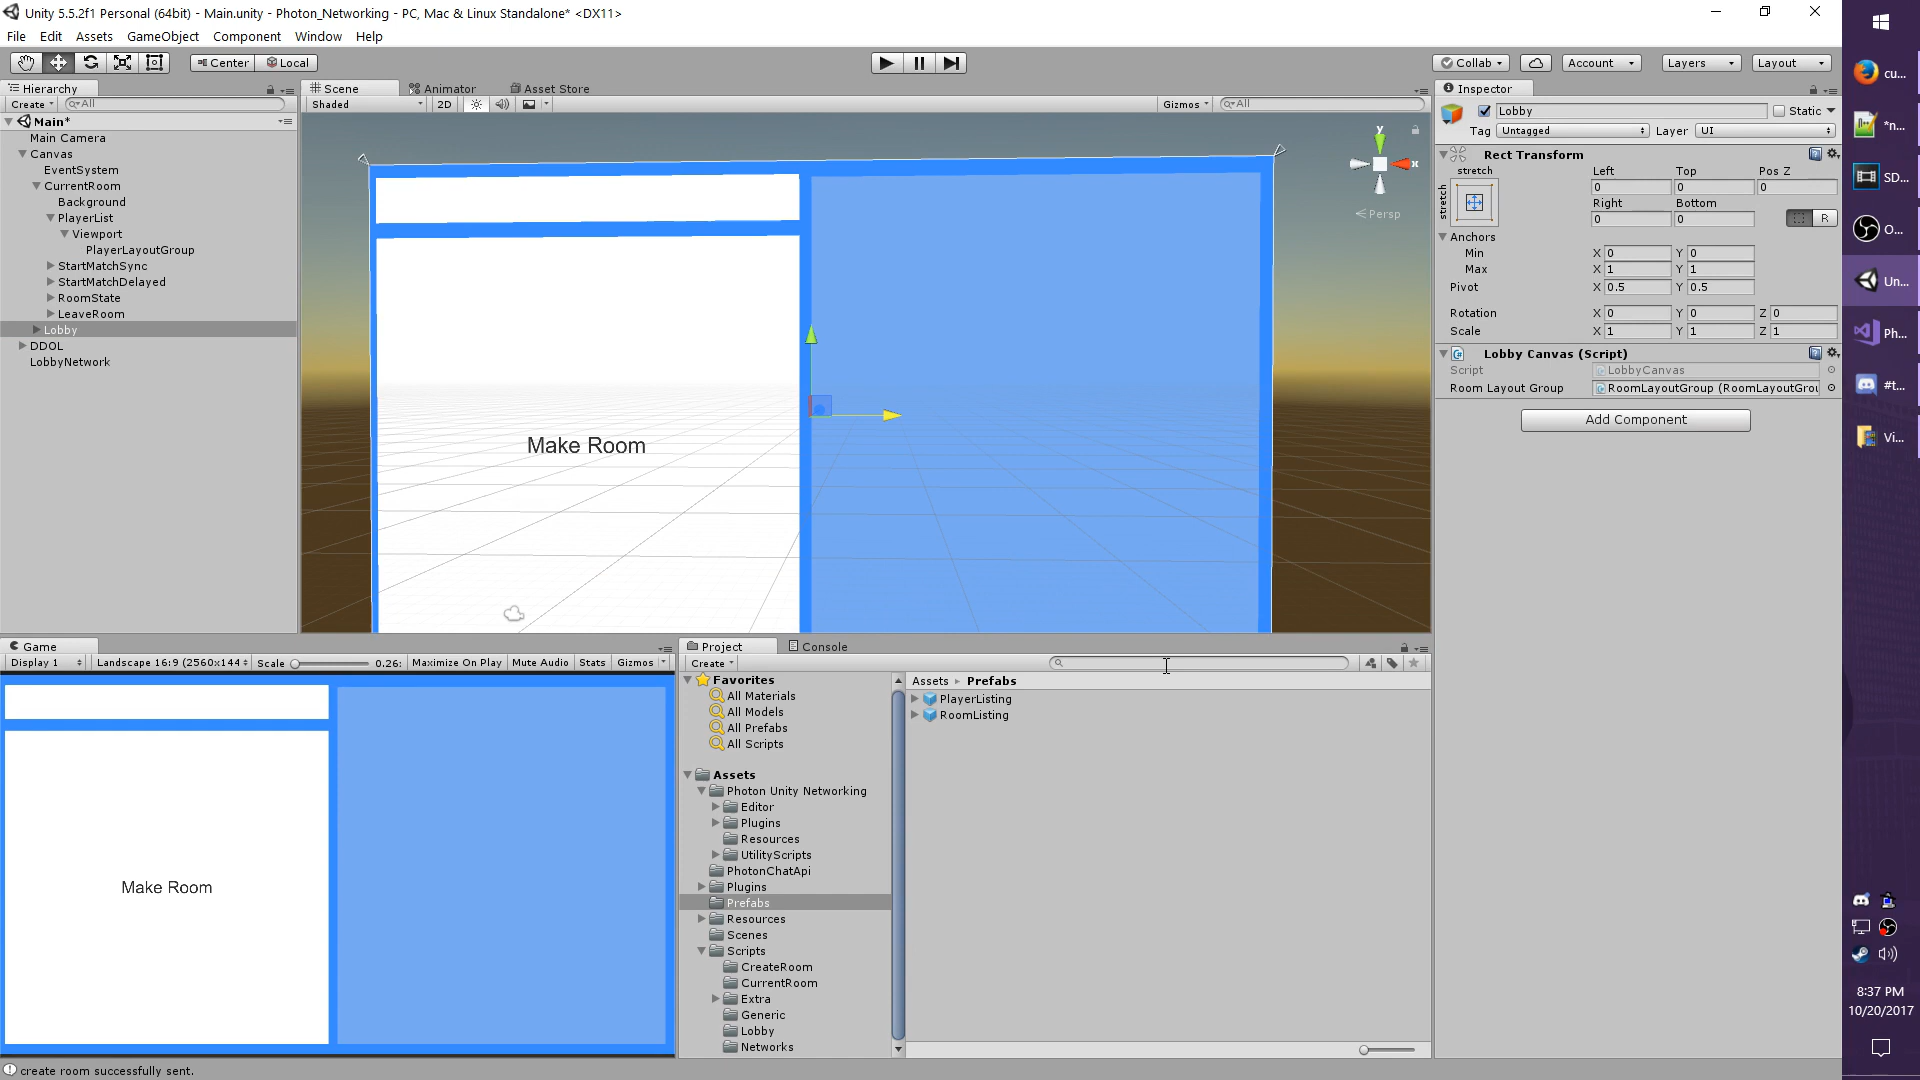 Unity 5.5.2f1 Personal (64bit) - Main.unity - Photon_Networking - PC, Mac & Linux Standalone* <DX11>
File Edit Assets GameObject Component Window Help
Center Local Collab Account Layers Layout
Hierarchy
Create All
Main*
Main Camera
Canvas
EventSystem
CurrentRoom
Background
PlayerList
Viewport
PlayerLayoutGroup
StartMatchSync
StartMatchDelayed
RoomState
LeaveRoom
Lobby
DDOL
LobbyNetwork
Scene Animator Asset Store
Shaded 2D Gizmos All
y
x
Persp
Make Room
Inspector
Lobby Static
Tag Untagged Layer UI
Rect Transform
stretch Left Top Pos Z
stretch 0 0 0
Right Bottom
0 0 R
Anchors
Min X 0 Y 0
Max X 1 Y 1
Pivot X 0.5 Y 0.5
Rotation X 0 Y 0 Z 0
Scale X 1 Y 1 Z 1
Lobby Canvas (Script)
Script LobbyCanvas
Room Layout Group RoomLayoutGroup (RoomLayoutGrou
Add Component
Game
Display 1 Landscape 16:9 (2560x144 Scale 0.26: Maximize On Play Mute Audio Stats Gizmos
Make Room
Project Console
Create
Favorites
All Materials
All Models
All Prefabs
All Scripts
Assets
Photon Unity Networking
Editor
Plugins
Resources
UtilityScripts
PhotonChatApi
Plugins
Prefabs
Resources
Scenes
Scripts
CreateRoom
CurrentRoom
Extra
Generic
Lobby
Networks
Assets Prefabs
PlayerListing
RoomListing
create room successfully sent.
cu...
*n...
SD...
O...
Un...
Ph...
#t...
Vi...
8:37 PM
10/20/2017